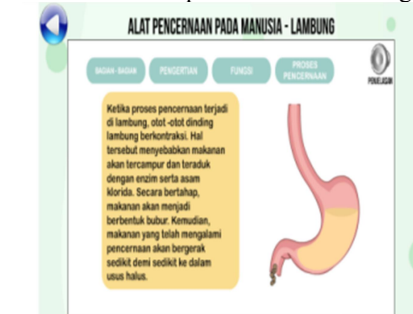 ALAT PENCERNAAN PADA MANUSIA - LAMBUNG
BAGIAN- BAGIAN
PENGERTIAN
FUNGSI
PROSES
PENCERNAAN
PENJELASAN
Ketika proses pencernaan terjadi
di lambung, otot -otot dinding
lambung berkontraksi. Hal
tersebut menyebabkan makanan
akan tercampur dan teraduk
dengan enzim serta asam
klorida. Secara bertahap,
makanan akan menjadi
berbentuk bubur. Kemudian,
makanan yang telah mengalami
pencernaan akan bergerak
sedikit demi sedikit ke dalam
usus halus.